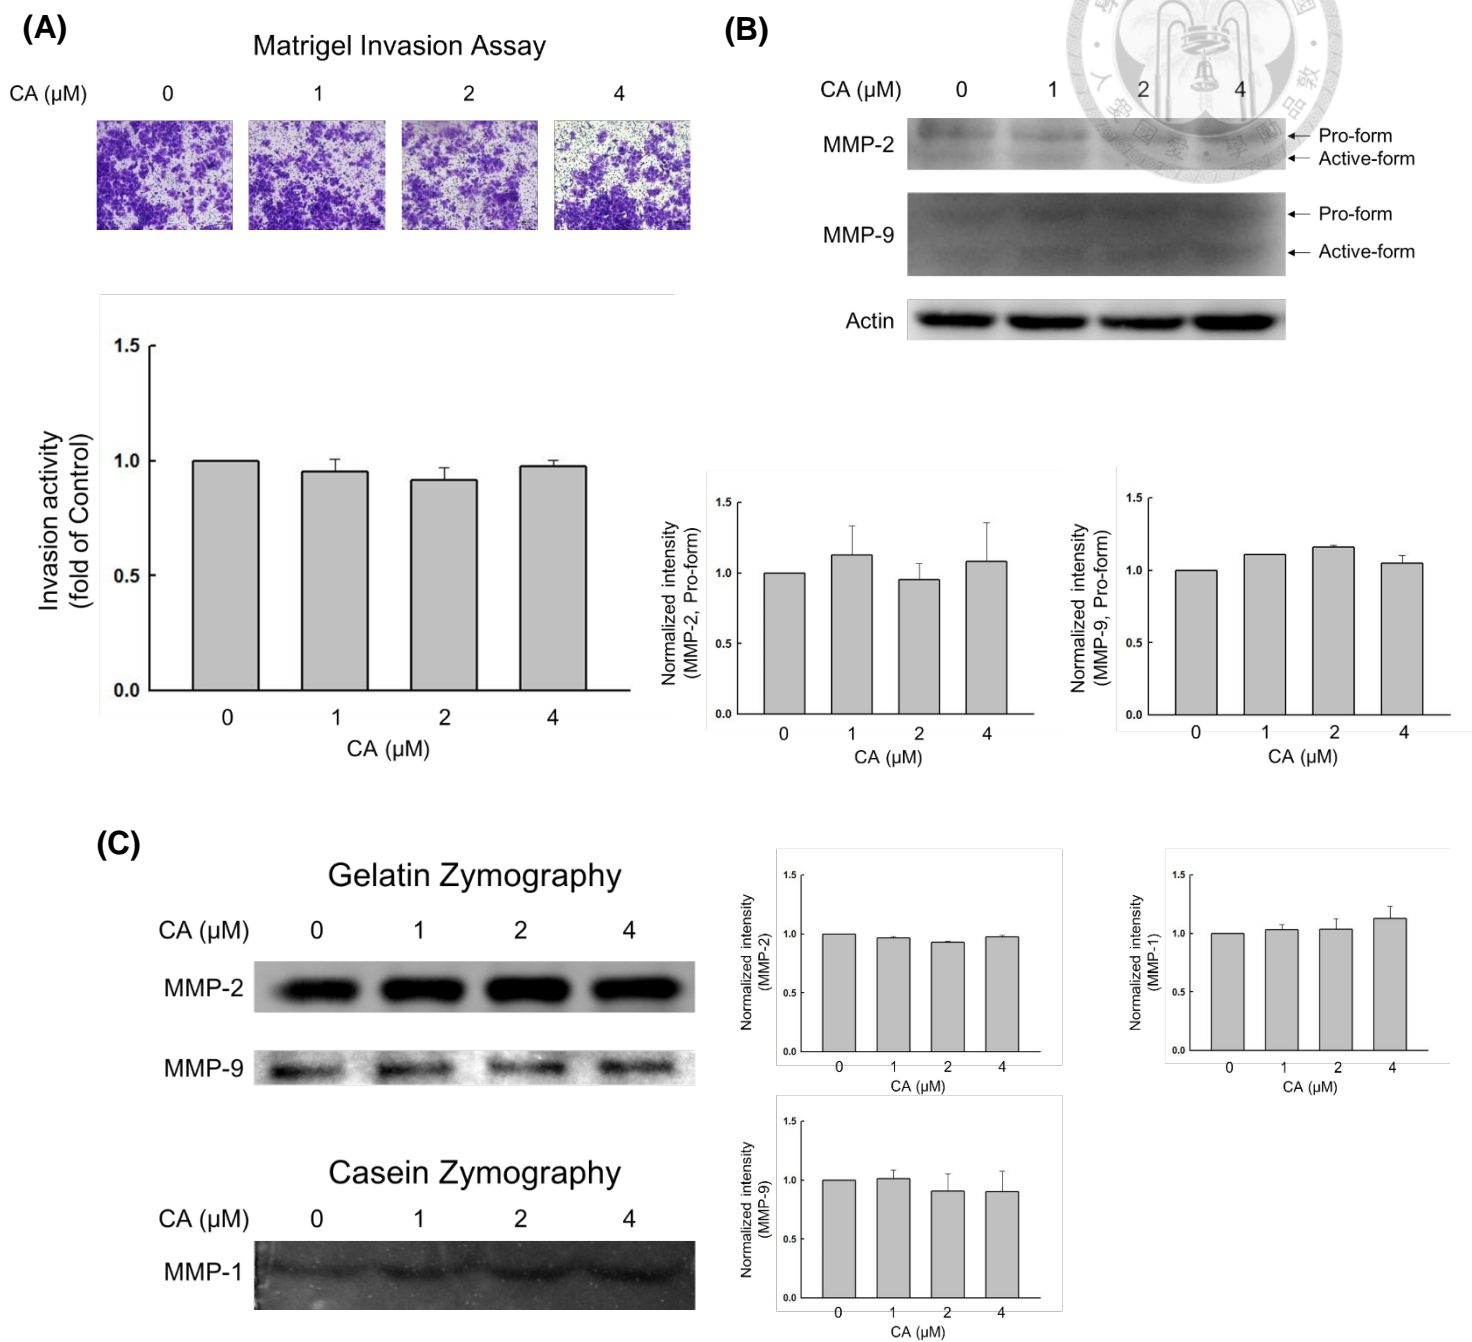 (A)
Matrigel Invasion Assay
CA (μM) 0 1 2 4
1.5
1.0
0.5
0.0
Invasion activity
(fold of Control)
0 1 2 4
CA (μM)
(B)
CA (μM) 0 1 2 4
MMP-2
Pro-form
Active-form
MMP-9
Pro-form
Active-form
Actin
1.5
1.0
0.5
0.0
Normalized intensity
(MMP-2, Pro-form)
0 1 2 4
CA (μM)
1.5
1.0
0.5
0.0
Normalized intensity
(MMP-9, Pro-form)
0 1 2 4
CA (μM)
(C)
Gelatin Zymography
CA (μM) 0 1 2 4
MMP-2
MMP-9
Casein Zymography
CA (μM) 0 1 2 4
MMP-1
1.5
1.0
0.5
0.0
Normalized intensity
(MMP-2)
0 1 2 4
CA (μM)
1.5
1.0
0.5
0.0
Normalized intensity
(MMP-1)
0 1 2 4
CA (μM)
1.5
1.0
0.5
0.0
Normalized intensity
(MMP-9)
0 1 2 4
CA (μM)